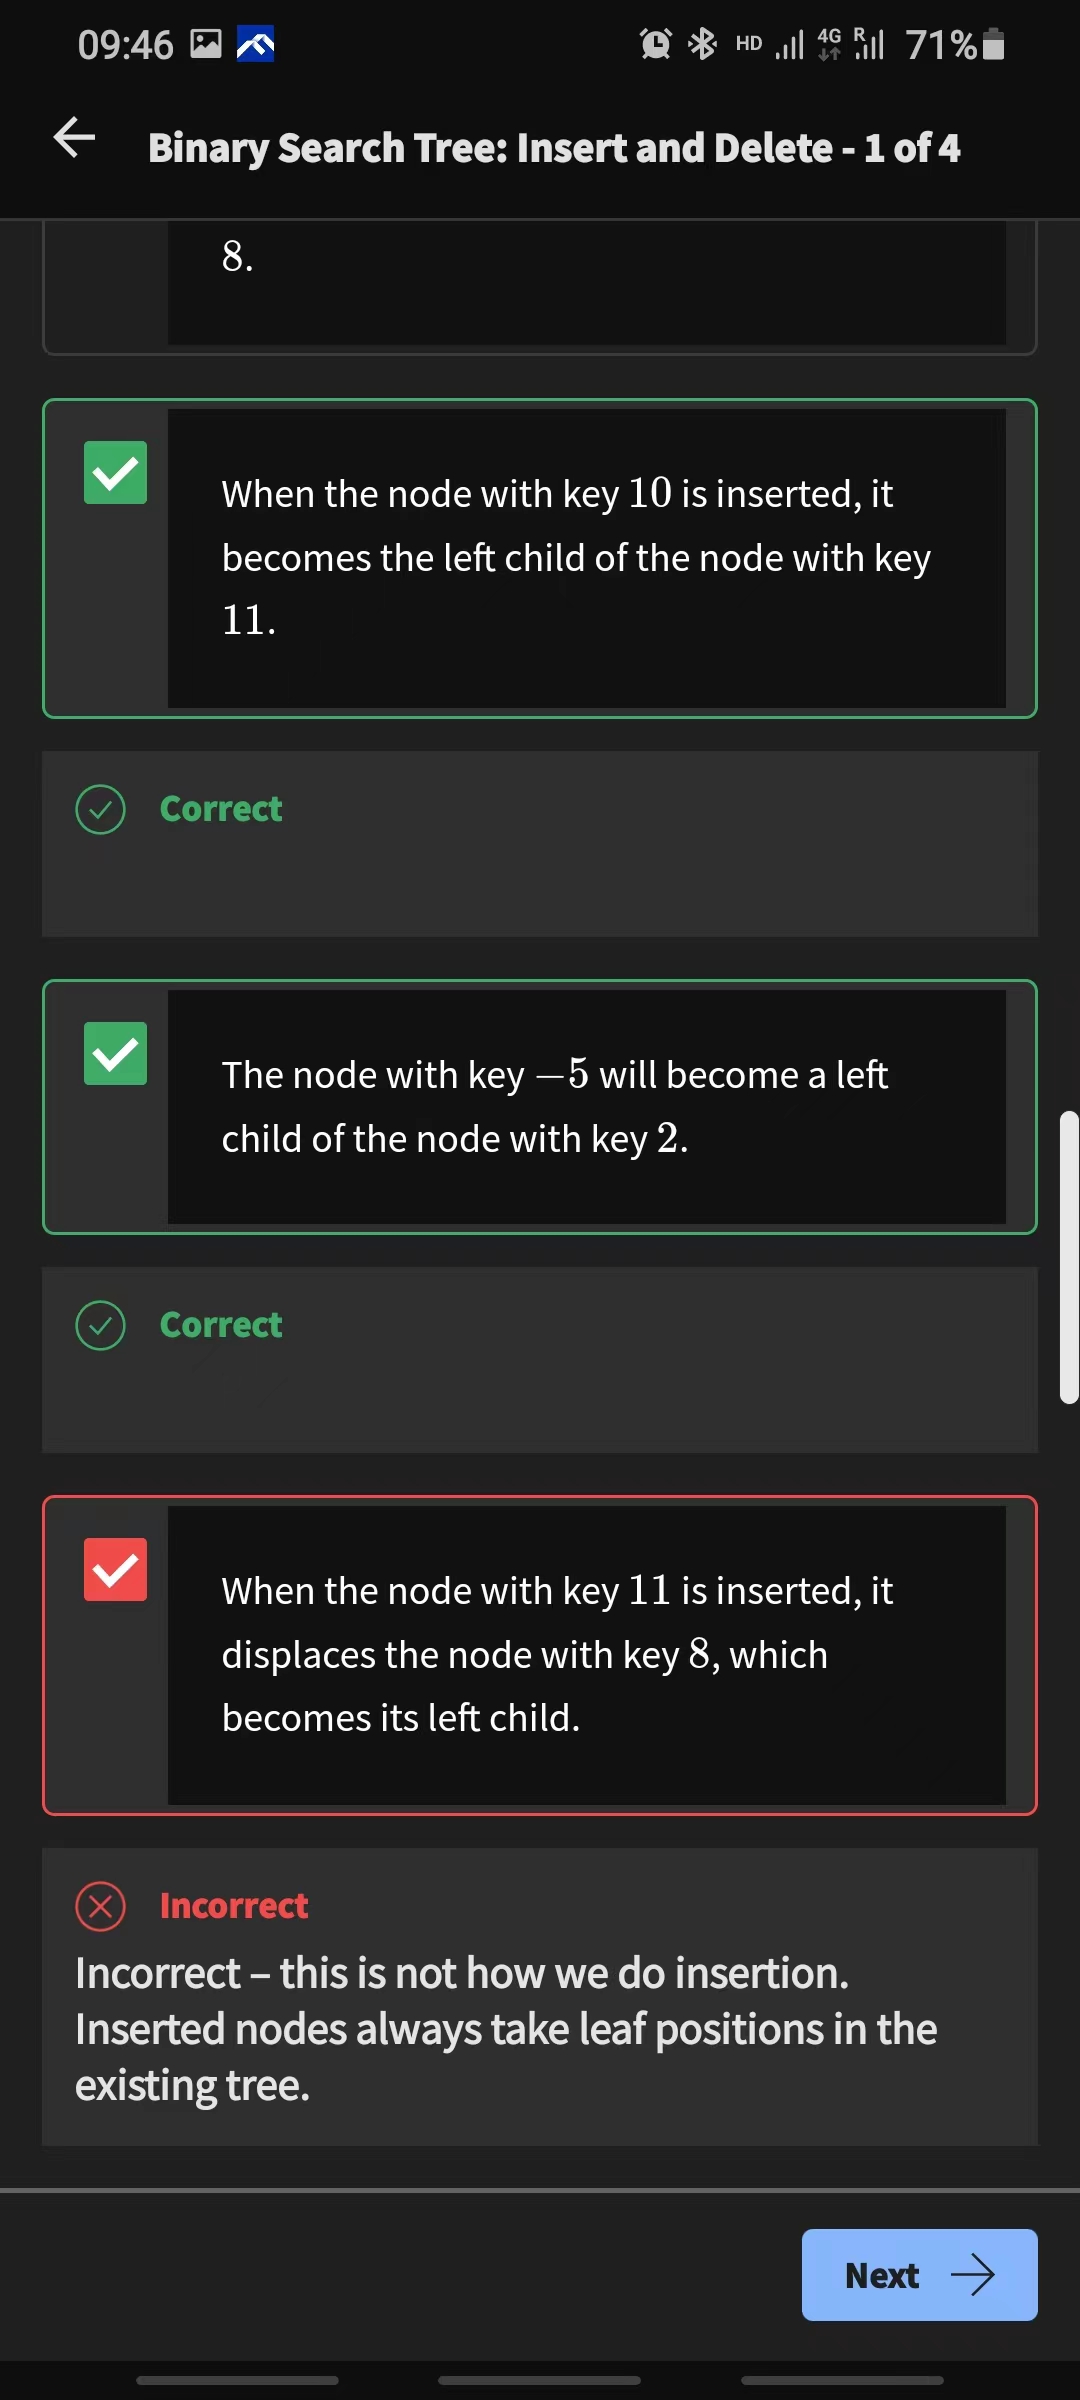 09:46 HD 4G R 71%
Binary Search Tree: Insert and Delete - 1 of 4
8.
When the node with key 10 is inserted, it
becomes the left child of the node with key
11.
Correct
The node with key −5 will become a left
child of the node with key 2.
Correct
When the node with key 11 is inserted, it
displaces the node with key 8, which
becomes its left child.
Incorrect
Incorrect – this is not how we do insertion.
Inserted nodes always take leaf positions in the
existing tree.
Next